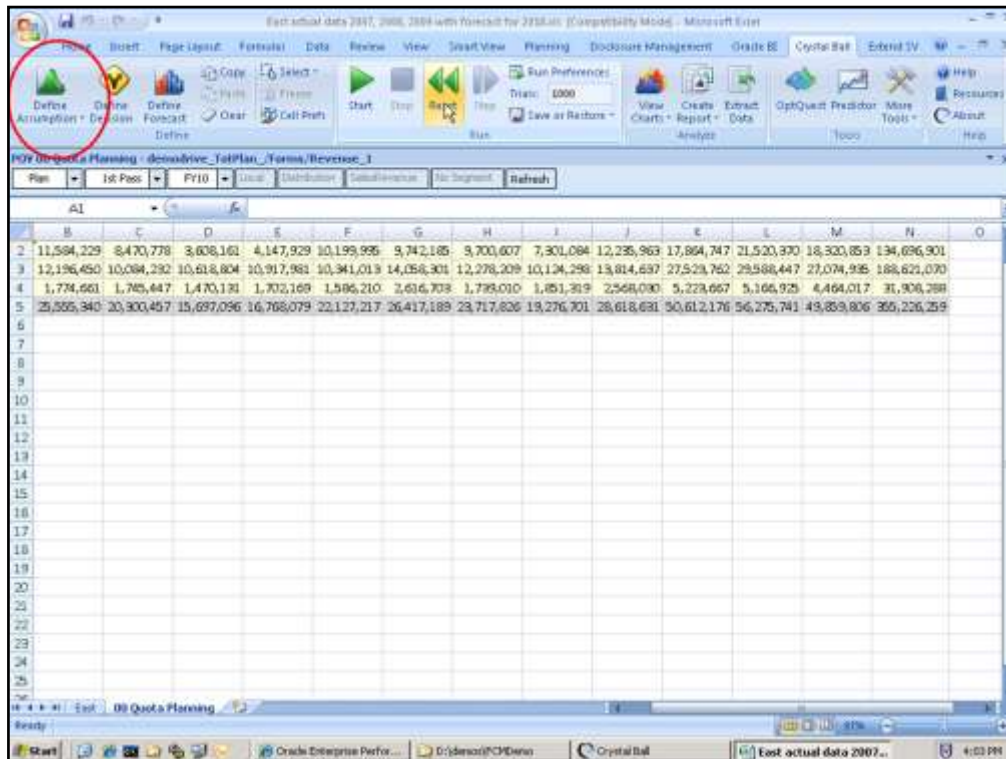 East actual data 2007, 2008, 2009 with forecast for 2010.xls [Compatibility Mode] - Microsoft Excel
Home Insert Page Layout Formulas Data Review View Smart View Planning Disclosure Management Oracle BI Crystal Ball Extend SV
Define Assumption Define Decision Define Forecast Copy Paste Clear Select Freeze Cell Prefs Start Stop Reset Step Run Preferences Trials: 1000 Save or Restore View Charts Create Report Extract Data OptQuest Predictor More Tools Help Resources About
Define Run Analyze Tools Help
POV 00 Quota Planning - demodrive_TotPlan_/Forms/Revenue_1
Plan 1st Pass FY10 Local Distribution No Segment Refresh
A1 fx
B C D E F G H I J K L M N O
2 11,584,229 8,470,778 3,608,161 4,147,929 10,199,995 9,742,185 9,700,607 7,301,084 12,235,963 17,864,747 21,520,370 18,320,853 134,696,901
3 12,196,450 10,084,232 10,618,804 10,917,981 10,341,013 14,058,301 12,278,209 10,124,298 13,814,637 27,523,762 29,588,447 27,074,935 188,621,070
4 1,774,661 1,745,447 1,470,131 1,702,169 1,586,210 2,616,703 1,739,010 1,851,319 2,568,030 5,223,667 5,166,925 4,464,017 31,908,288
5 25,555,340 20,300,457 15,697,096 16,768,079 22,127,217 26,417,189 23,717,826 19,276,701 28,618,631 50,612,176 56,275,741 49,859,806 355,226,259
6
7
8
9
10
11
12
13
14
15
16
17
18
19
20
21
22
23
24
25
East 00 Quota Planning
Ready
Start Oracle Enterprise Perfor... D:\demos\PCMDemo Crystal Ball East actual data 2007... 4:03 PM